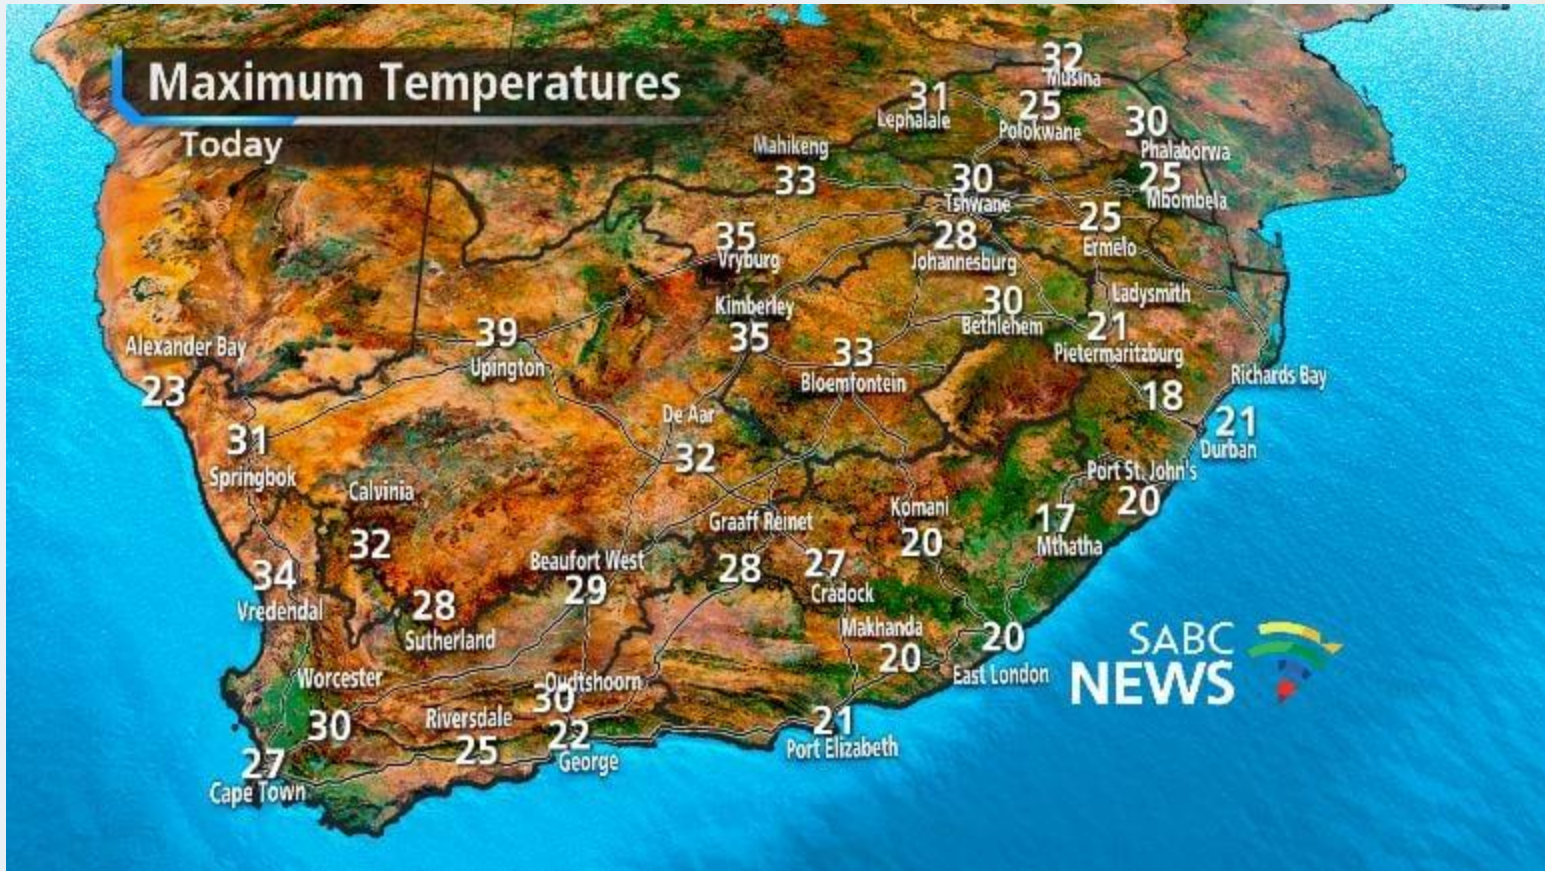 Maximum Temperatures
Today
32
Musina
31
Lephalale
25
Polokwane
30
Phalaborwa
Mahikeng
33
30
Tshwane
25
Mbombela
25
Ermelo
35
Vryburg
28
Johannesburg
Ladysmith
21
Kimberley
35
30
Bethlehem
Pietermaritzburg
18
39
Upington
33
Bloemfontein
Alexander Bay
23
Richards Bay
21
Durban
31
Springbok
De Aar
32
Port St. John's
20
Calvinia
32
Graaff Reinet
28
Komani
20
17
Mthatha
Beaufort West
29
27
Cradock
34
Vredendal
28
Sutherland
Makhanda
20
20
East London
SABC
NEWS
Worcester
30
Oudtshoorn
30
Riversdale
25
22
George
21
Port Elizabeth
27
Cape Town